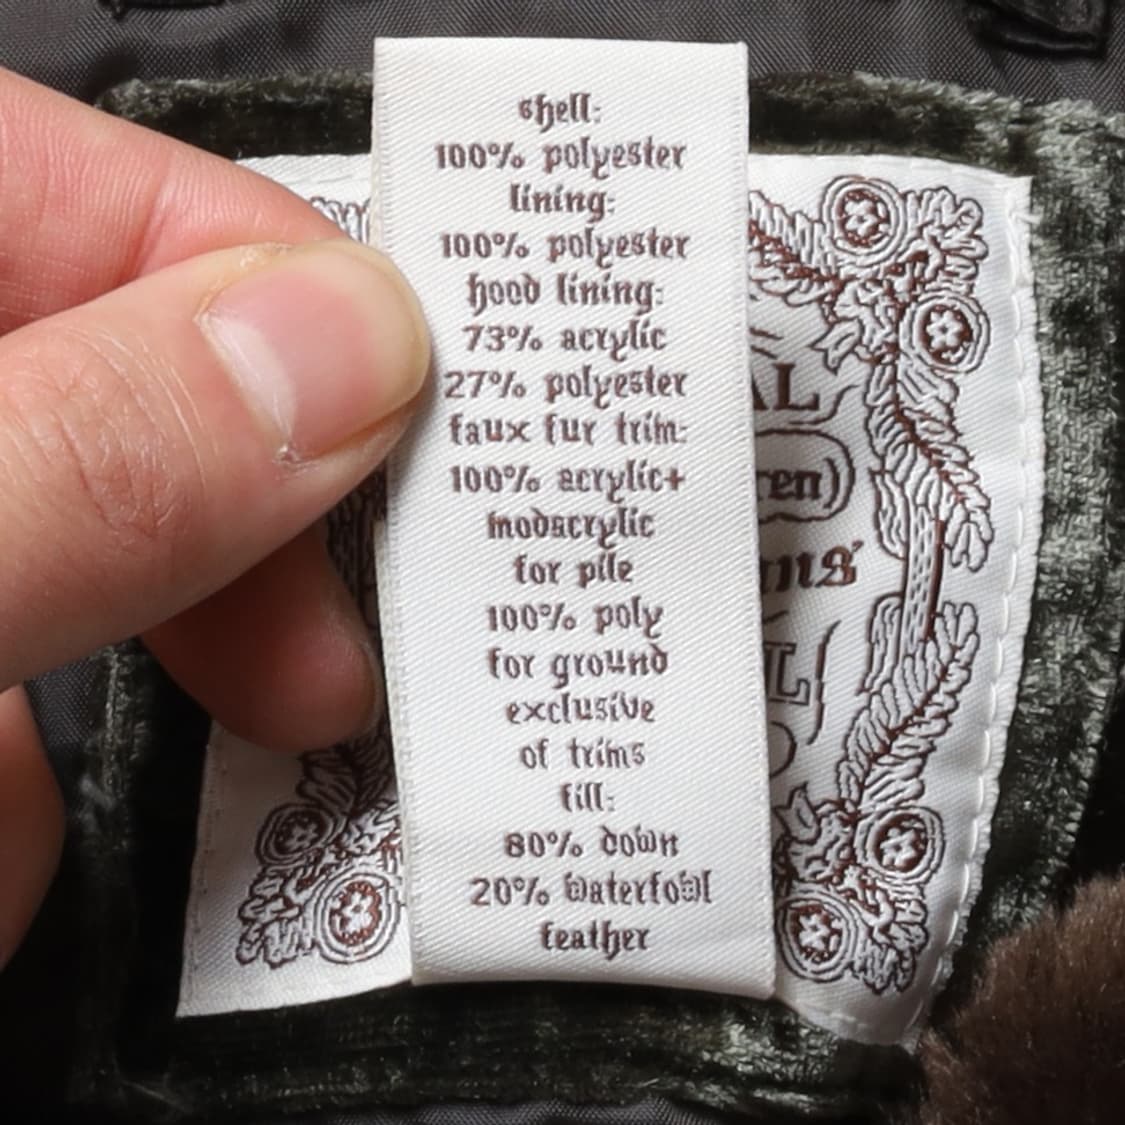 shell:
100% polyester
lining:
100% polyester
hood lining:
73% acrylic
27% polyester
faux fur trim:
100% acrylic+
modacrylic
for pile
100% poly
for ground
exclusive
of trims
fill:
80% down
20% waterfowl
feather